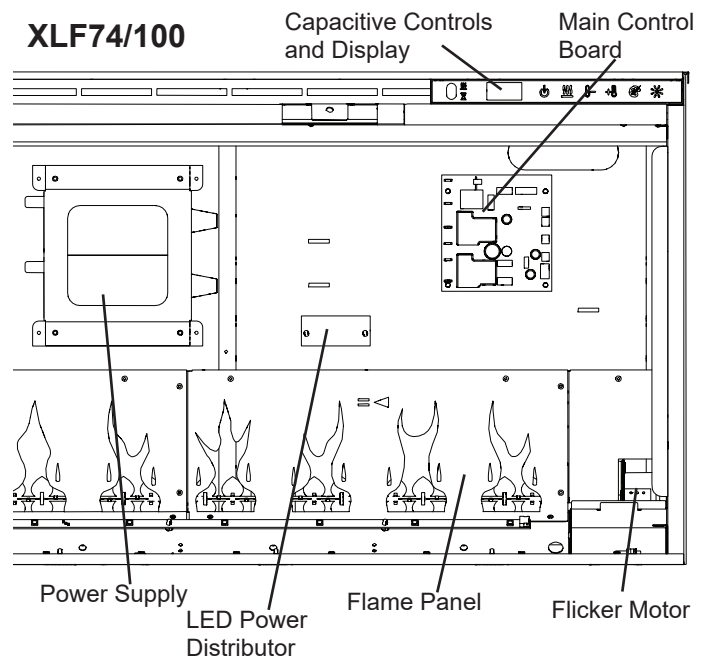 XLF74/100
Capacitive Controls
and Display
Main Control
Board
Power Supply
LED Power
Distributor
Flame Panel
Flicker Motor